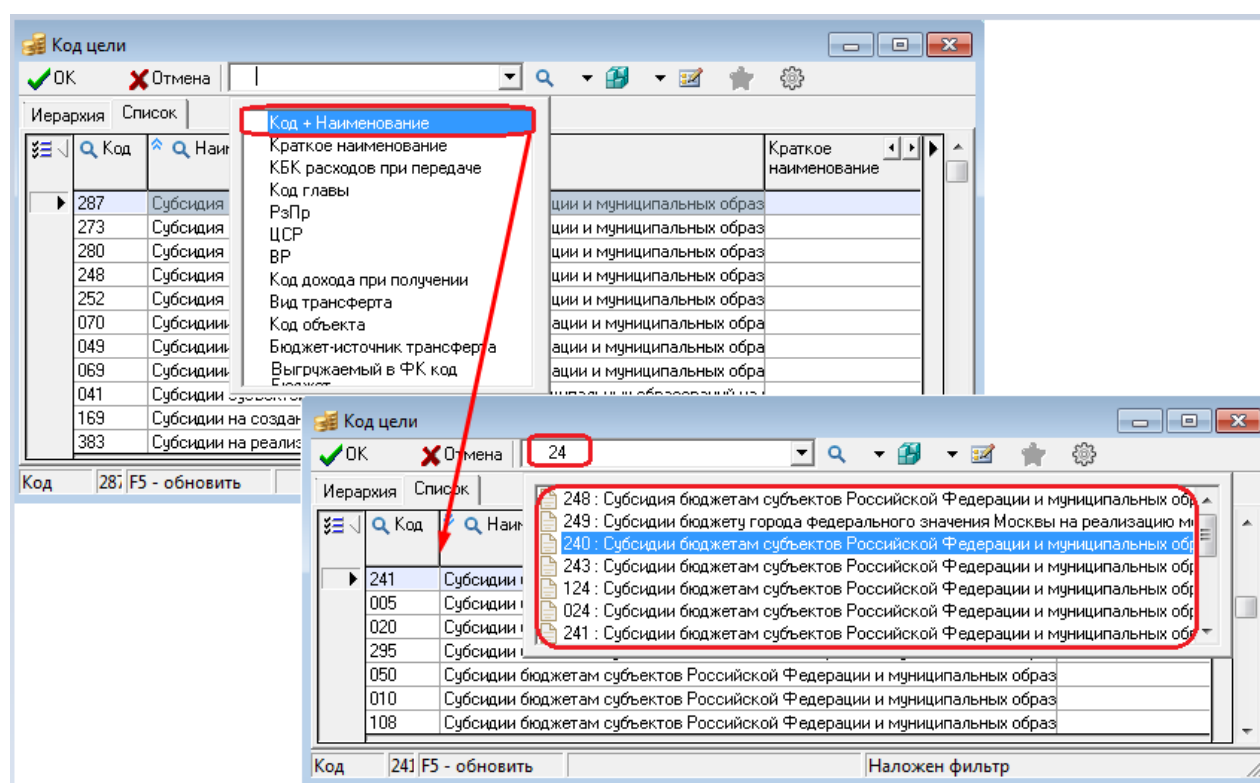 Код цели
ОК Отмена
Иерархия Список
Код Наим Краткое наименование
Код + Наименование
Краткое наименование
КБК расходов при передаче
Код главы
РзПр
ЦСР
ВР
Код дохода при получении
Вид трансферта
Код объекта
Бюджет-источник трансферта
Выгружаемый в ФК код
Бюджет
287 Субсидия ции и муниципальных образ
273 Субсидия ции и муниципальных образ
280 Субсидия ции и муниципальных образ
248 Субсидия ции и муниципальных образ
252 Субсидия ции и муниципальных образ
070 Субсидии ации и муниципальных обра
049 Субсидии ации и муниципальных обра
069 Субсидии ации и муниципальных обра
041 Субсидии
169 Субсидии на создан
383 Субсидии на реализ
Код 287 F5 - обновить
Код цели
ОК Отмена 24
Иерархия Список
Код Наим
248 : Субсидия бюджетам субъектов Российской Федерации и муниципальных обр
249 : Субсидии бюджету города федерального значения Москвы на реализацию м
240 : Субсидии бюджетам субъектов Российской Федерации и муниципальных обр
243 : Субсидии бюджетам субъектов Российской Федерации и муниципальных обр
124 : Субсидии бюджетам субъектов Российской Федерации и муниципальных обр
024 : Субсидии бюджетам субъектов Российской Федерации и муниципальных обр
241 : Субсидии бюджетам субъектов Российской Федерации и муниципальных обр
241 Субсидии
005 Субсидии
020 Субсидии
295 Субсидии
050 Субсидии бюджетам субъектов Российской Федерации и муниципальных образ
010 Субсидии бюджетам субъектов Российской Федерации и муниципальных образ
108 Субсидии бюджетам субъектов Российской Федерации и муниципальных образ
Код 241 F5 - обновить Наложен фильтр